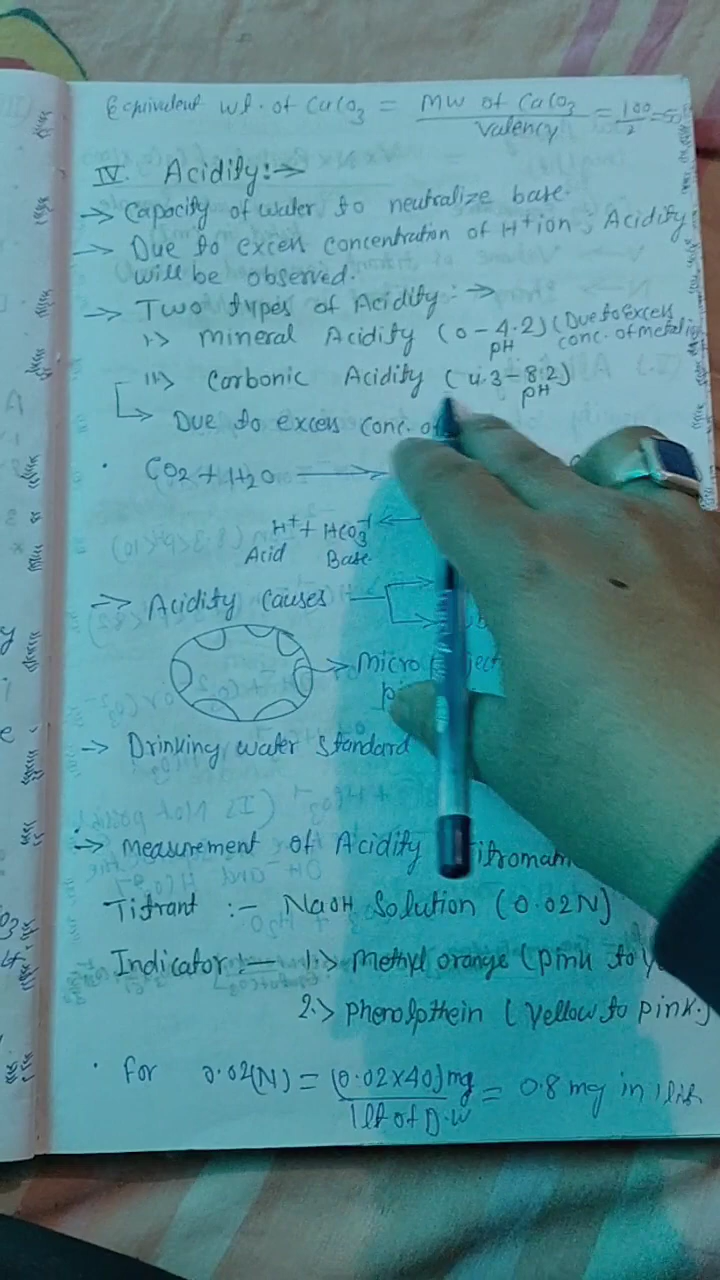 Equivalent wt. of CaCO3 = MW of CaCO3 / Valency = 100/2 = 50
IV. Acidity:→
→ Capacity of water to neutralize base.
→ Due to excess concentration of H+ ion, Acidity
will be observed.
→ Two types of Acidity:→
i> Mineral Acidity (0-4.2) (Due to Excess
pH conc. of metal
ii> Carbonic Acidity (4.3-8.2)
pH
Due to excess conc. of
CO2 + H2O →
H+ + HCO3-1 ←
Acid Base
→ Acidity causes
→ micro
→ Drinking water standard
→ Measurement of Acidity
Titrant :- NaOH Solution (0.02N)
Indicator:- 1.> Methyl orange (pink to
2.> phenolpthein (yellow to pink.)
For 0.02(N) = (0.02x40)mg / 1 lt of D.W = 0.8 mg in 1